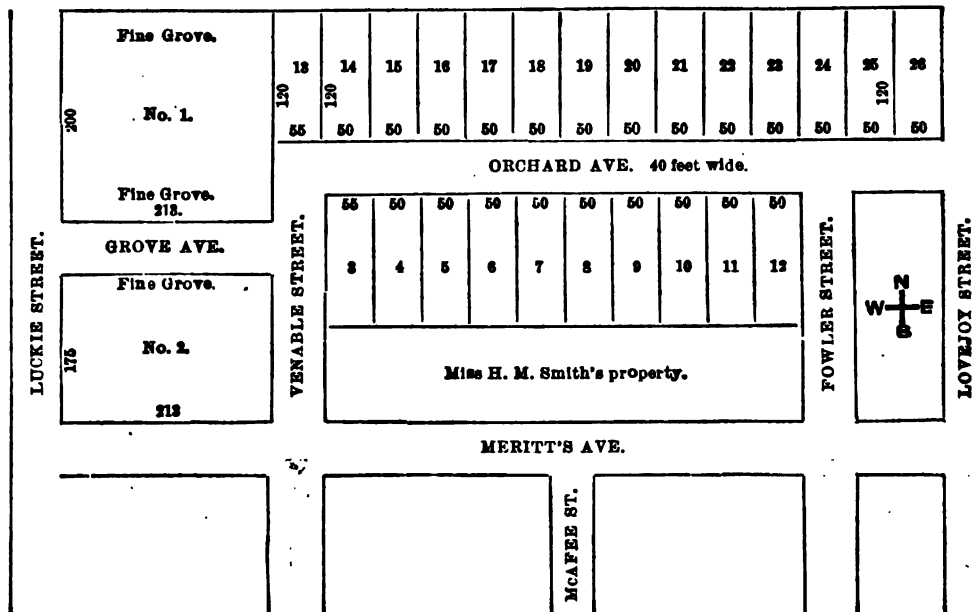 Fine Grove.
No. 1.
200
Fine Grove.
213.
13 14 15 16 17 18 19 20 21 22 23 24 25 26
120 120 120
55 50 50 50 50 50 50 50 50 50 50 50 50 50
ORCHARD AVE. 40 feet wide.
GROVE AVE.
Fine Grove.
No. 2.
175
213
LUCKIE STREET.
VENABLE STREET.
55 50 50 50 50 50 50 50 50 50
3 4 5 6 7 8 9 10 11 12
Miss H. M. Smith's property.
FOWLER STREET.
N
W E
S
LOVEJOY STREET.
MERITT'S AVE.
McAFEE ST.